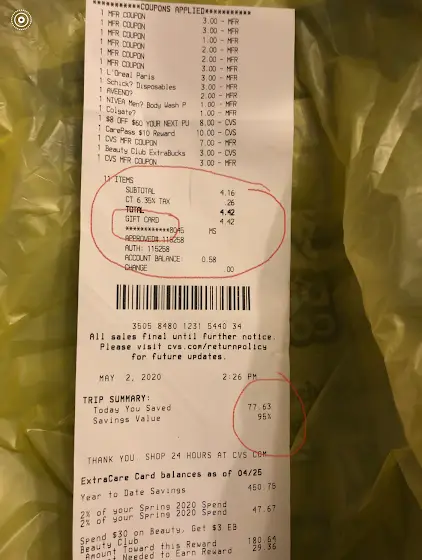 ***********COUPONS APPLIED***********
1 MFR COUPON 3.00 - MFR
1 MFR COUPON 3.00 - MFR
1 MFR COUPON 1.00 - MFR
1 MFR COUPON 2.00 - MFR
1 MFR COUPON 2.00 - MFR
1 MFR COUPON 3.00 - MFR
1 L'Oreal Paris 3.00 - MFR
1 Schick? Disposables 3.00 - MFR
1 AVEENO? 2.00 - MFR
1 NIVEA Men? Body Wash P 1.00 - MFR
1 Colgate? 1.00 - MFR
1 $8 OFF $60 YOUR NEXT PU 8.00 - CVS
1 CarePass $10 Reward 10.00 - CVS
1 CVS MFR COUPON 7.00 - MFR
1 Beauty Club ExtraBucks 3.00 - CVS
1 CVS MFR COUPON 3.00 - MFR
11 ITEMS
SUBTOTAL 4.16
CT 6.35% TAX .26
TOTAL 4.42
GIFT CARD 4.42
************8045 MS
APPROVED# 115258
AUTH: 115258
ACCOUNT BALANCE: 0.58
CHANGE .00
3505 8480 1231 5440 34
All sales final until further notice.
Please visit cvs.com/returnpolicy
for future updates.
MAY 2, 2020 2:26 PM
TRIP SUMMARY:
Today You Saved 77.63
Savings Value 95%
THANK YOU. SHOP 24 HOURS AT CVS.COM
ExtraCare Card balances as of 04/25
Year to Date Savings 460.75
2% of your Spring 2020 Spend
2% of your Spring 2020 Spend 47.67
Spend $30 on Beauty, Get $3 EB
Beauty Club
Amount Toward this Reward 180.64
Amount Needed to Earn Reward 29.36